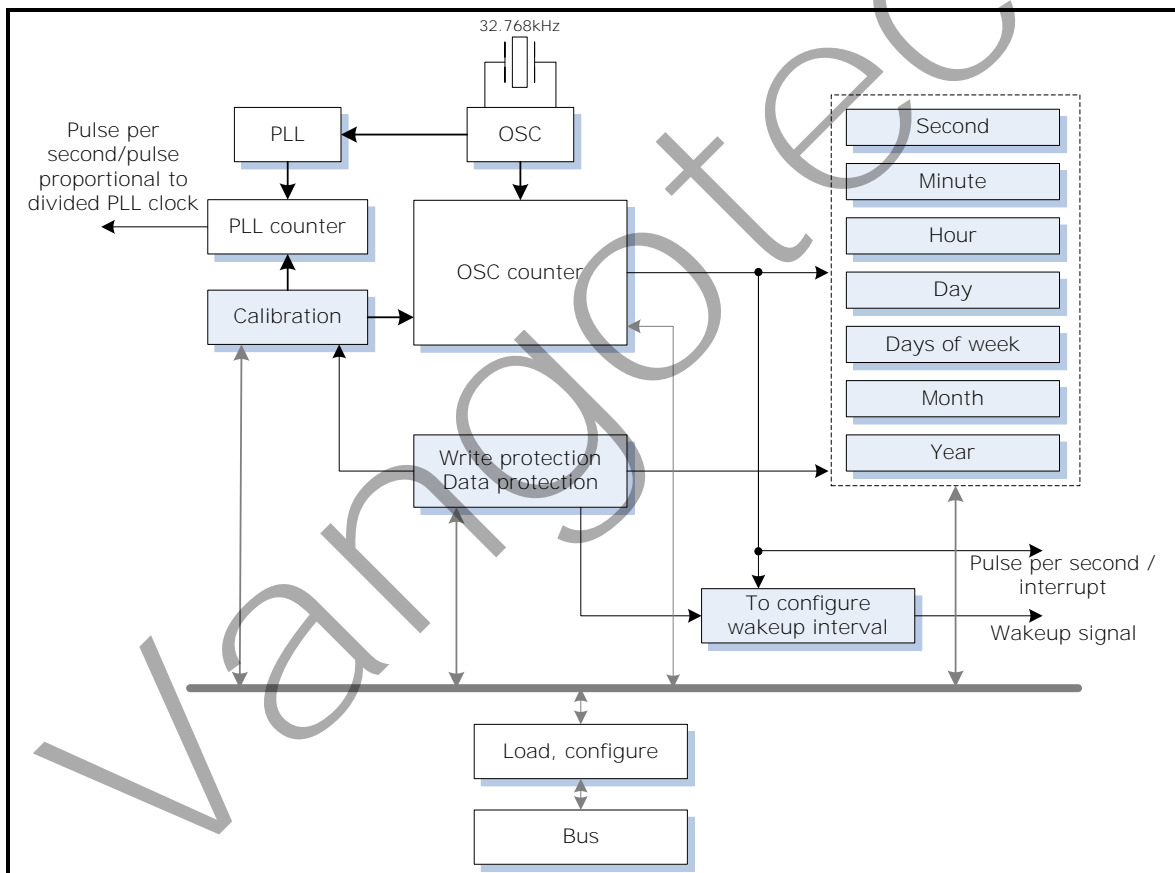 32.768kHz
PLL
OSC
Pulse per
second/pulse
proportional to
divided PLL clock
PLL counter
OSC counter
Calibration
Second
Minute
Hour
Day
Days of week
Month
Year
Write protection
Data protection
Pulse per second /
interrupt
To configure
wakeup interval
Wakeup signal
Load, configure
Bus
Vangotec